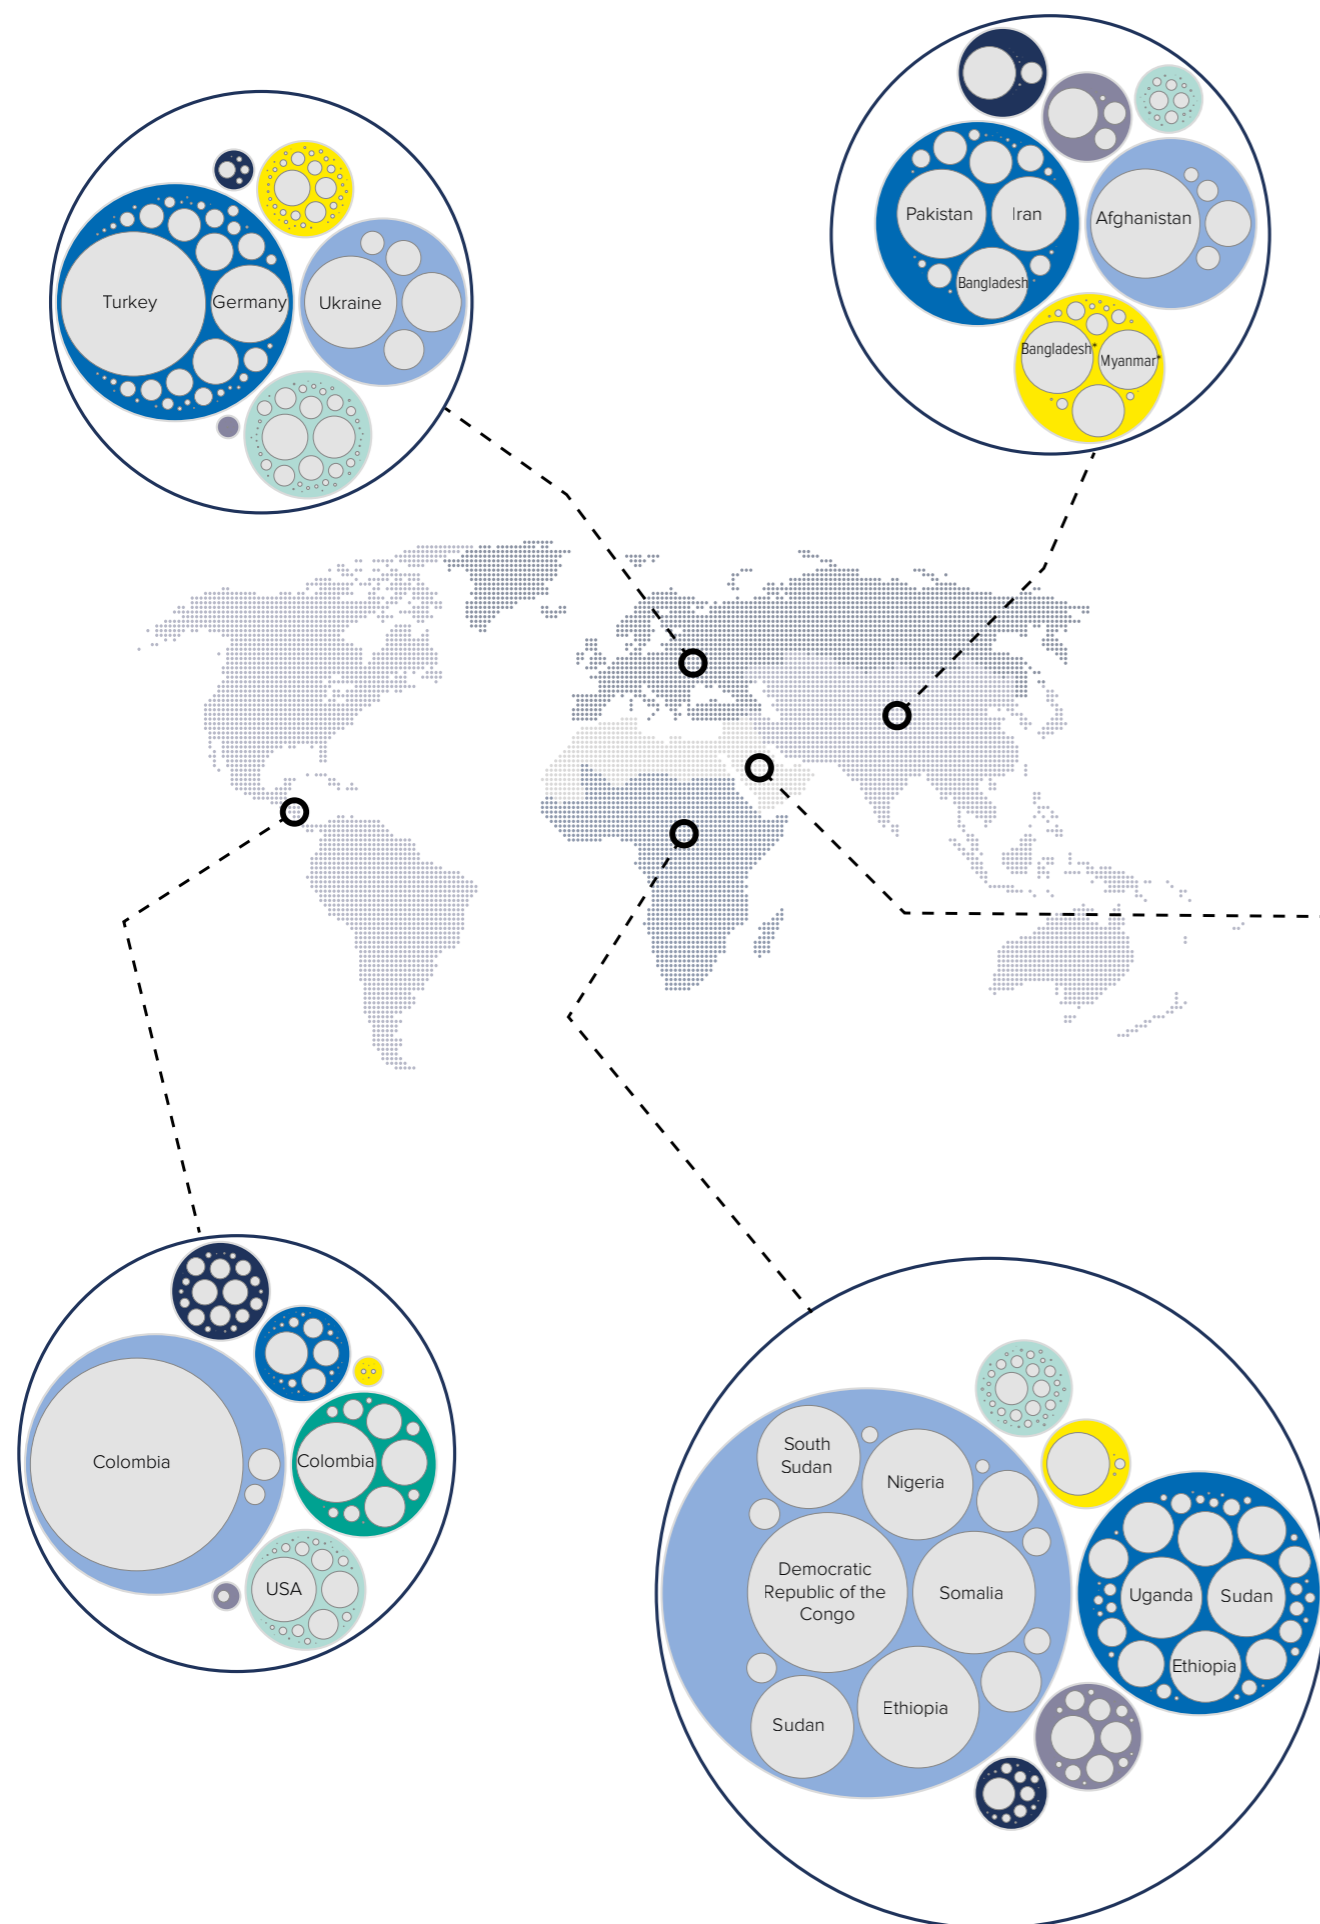 Turkey
Germany
Ukraine
Pakistan
Iran
Bangladesh
Afghanistan
Bangladesh*
Myanmar*
Colombia
Colombia
USA
South
Sudan
Nigeria
Democratic
Republic of the
Congo
Somalia
Sudan
Ethiopia
Uganda
Sudan
Ethiopia